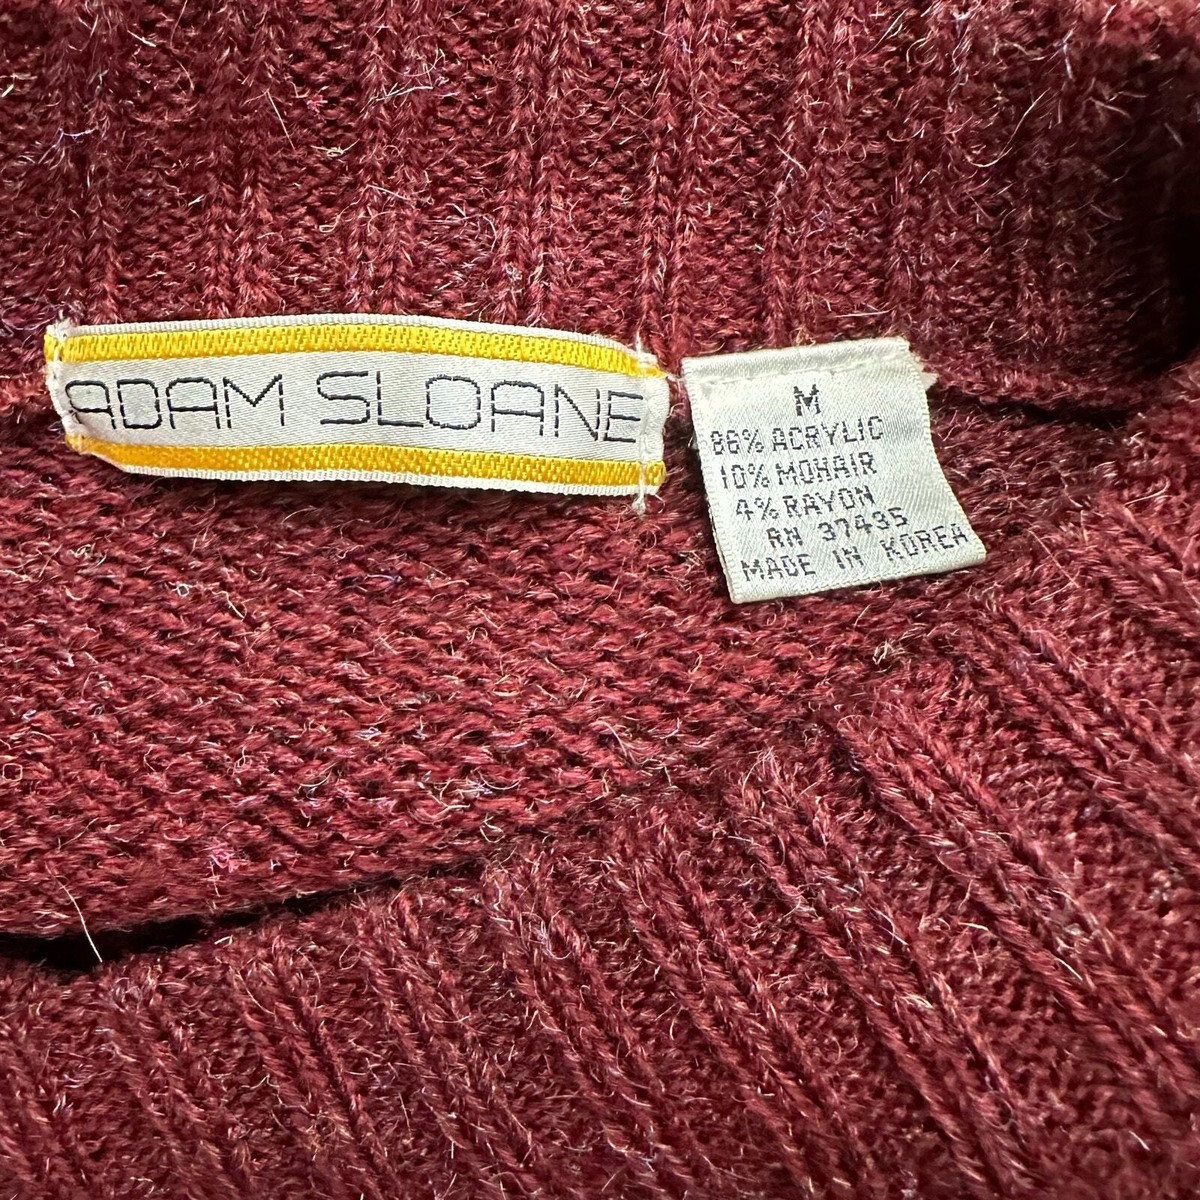 ADAM SLOANE
M
86% ACRYLIC
10% MOHAIR
4% RAYON
RN 37435
MADE IN KOREA